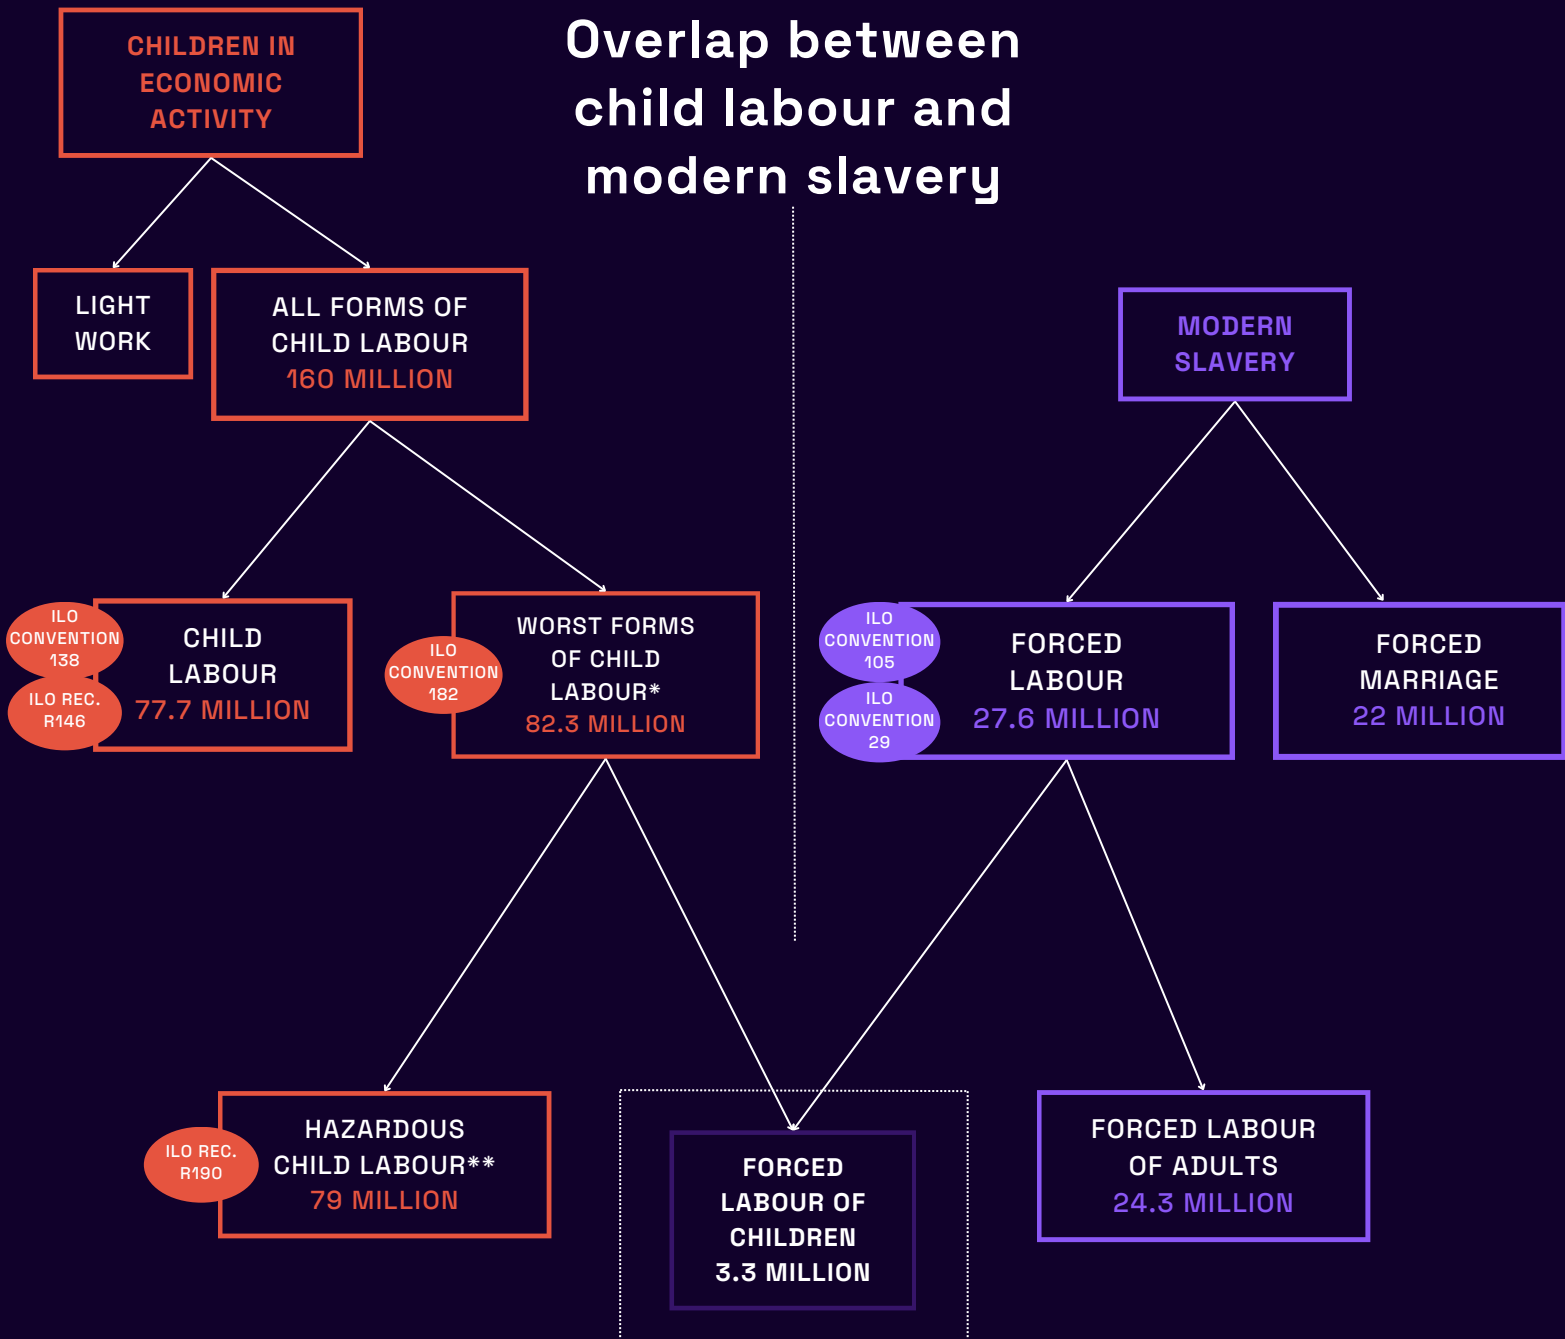 Overlap between
child labour and
modern slavery
CHILDREN IN
ECONOMIC
ACTIVITY
LIGHT
WORK
ALL FORMS OF
CHILD LABOUR
160 MILLION
MODERN
SLAVERY
ILO
CONVENTION
138
ILO REC.
R146
CHILD
LABOUR
77.7 MILLION
ILO
CONVENTION
182
WORST FORMS
OF CHILD
LABOUR*
82.3 MILLION
ILO
CONVENTION
105
ILO
CONVENTION
29
FORCED
LABOUR
27.6 MILLION
FORCED
MARRIAGE
22 MILLION
ILO REC.
R190
HAZARDOUS
CHILD LABOUR**
79 MILLION
FORCED
LABOUR OF
CHILDREN
3.3 MILLION
FORCED LABOUR
OF ADULTS
24.3 MILLION